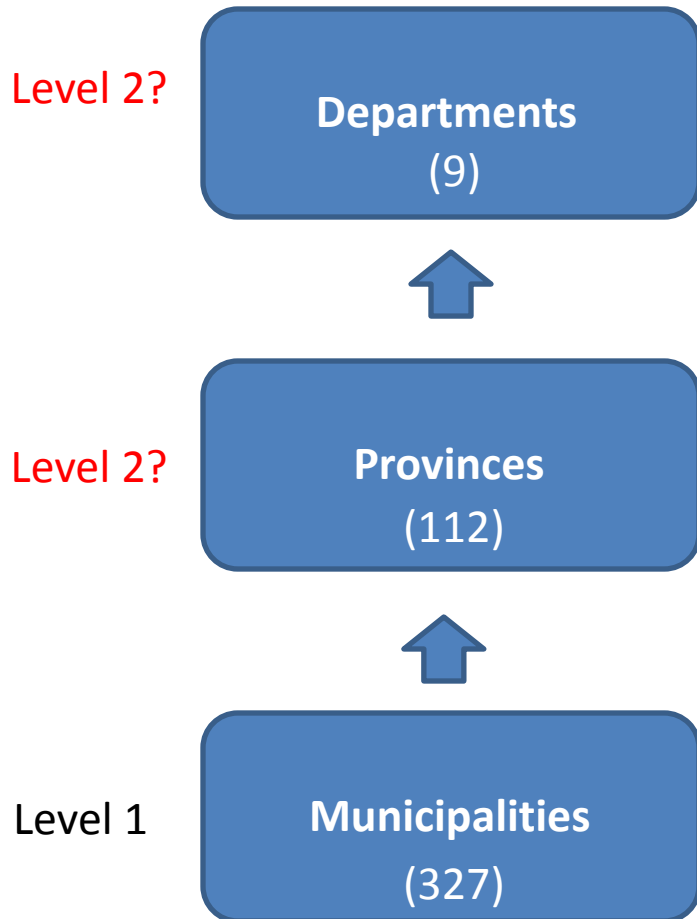 Level 2?
Departments
(9)
Level 2?
Provinces
(112)
Level 1
Municipalities
(327)